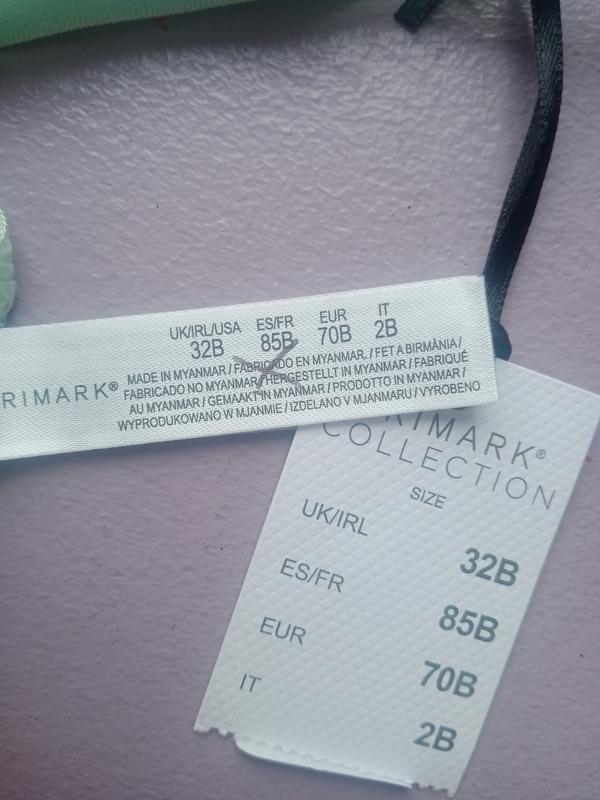 UK/IRL/USA ES/FR EUR IT
32B 85B 70B 2B
RIMARK®
MADE IN MYANMAR / FABRICADO EN MYANMAR, / FET A BIRMÀNIA /
FABRICADO NO MYANMAR /HERGESTELLT IN MYANMAR / FABRIQUÉ
AU MYANMAR / GEMAAKT IN MYANMAR / PRODOTTO IN MYANMAR /
WYPRODUKOWANO W MJANMIE / IZDELANO V MJANMARU / VYROBENO
RIMARK®
COLLECTION
SIZE
UK/IRL 32B
ES/FR 85B
EUR 70B
IT 2B